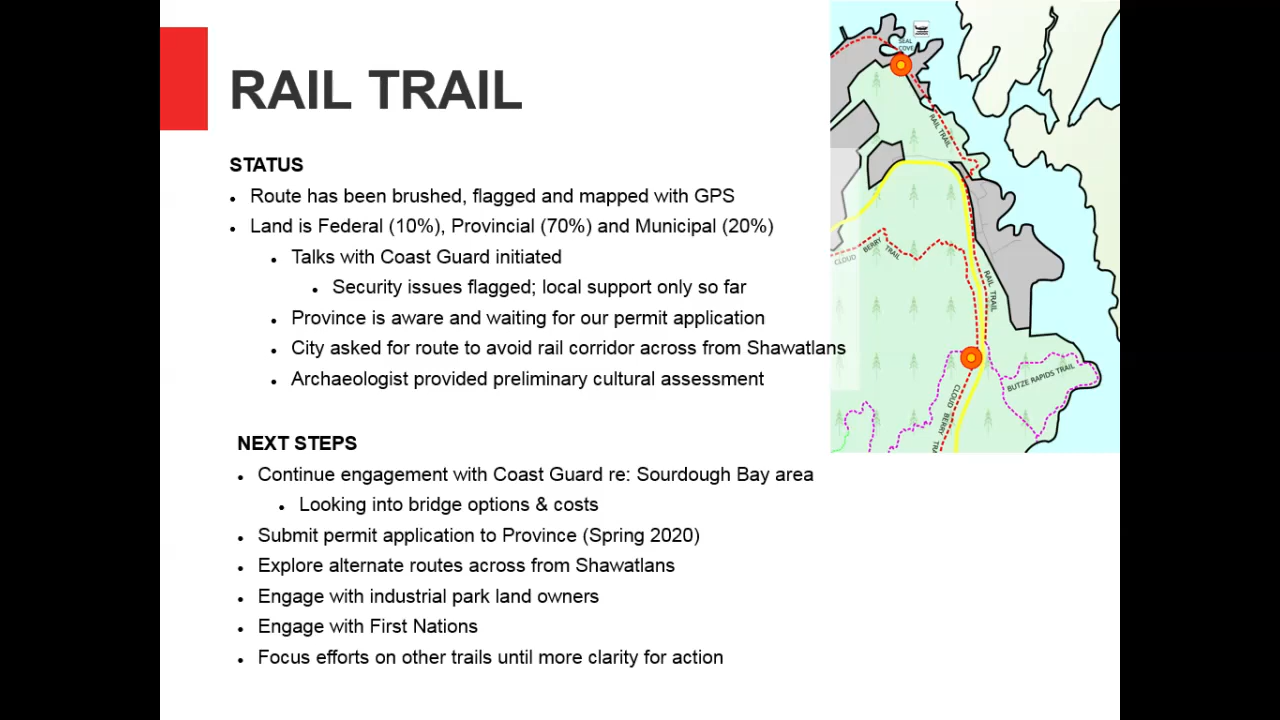 RAIL TRAIL
STATUS
• Route has been brushed, flagged and mapped with GPS
• Land is Federal (10%), Provincial (70%) and Municipal (20%)
• Talks with Coast Guard initiated
• Security issues flagged; local support only so far
• Province is aware and waiting for our permit application
• City asked for route to avoid rail corridor across from Shawatlans
• Archaeologist provided preliminary cultural assessment
NEXT STEPS
• Continue engagement with Coast Guard re: Sourdough Bay area
• Looking into bridge options & costs
• Submit permit application to Province (Spring 2020)
• Explore alternate routes across from Shawatlans
• Engage with industrial park land owners
• Engage with First Nations
• Focus efforts on other trails until more clarity for action
SEAL
COVE
RAIL TRAIL
CLOUD BERRY TRAIL
RAIL TRAIL
BUTZE RAPIDS TRAIL
CLOUD BERRY TRA